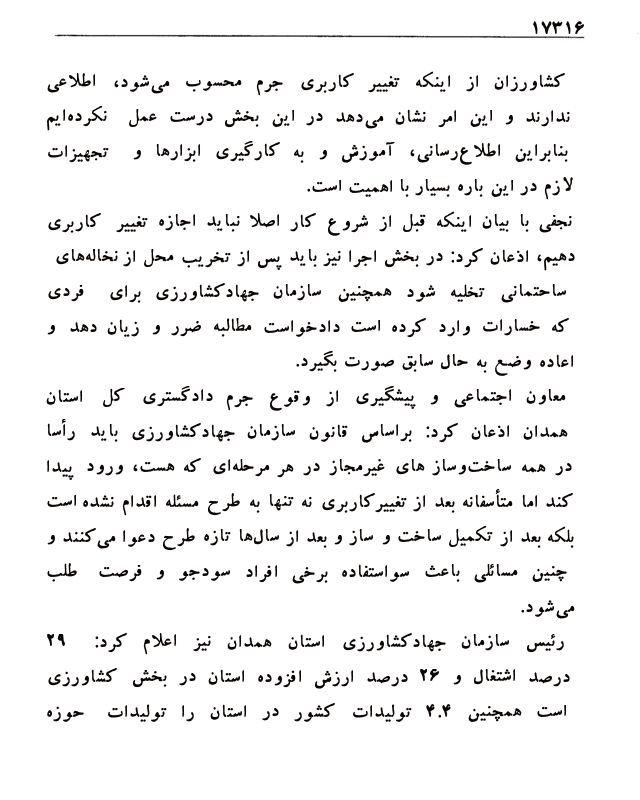 ۱۷۳۱۶
کشاورزان از اینکه تغییر کاربری جرم محسوب می‌شود، اطلاعی
ندارند و این امر نشان می‌دهد در این بخش درست عمل نکرده‌ایم
بنابراین اطلاع‌رسانی، آموزش و به کارگیری ابزارها و تجهیزات
لازم در این باره بسیار با اهمیت است.
نجفی با بیان اینکه قبل از شروع کار اصلا نباید اجازه تغییر کاربری
دهیم، اذعان کرد: در بخش اجرا نیز باید پس از تخریب محل از نخاله‌های
ساختمانی تخلیه شود همچنین سازمان جهادکشاورزی برای فردی
که خسارات وارد کرده است دادخواست مطالبه ضرر و زیان دهد و
اعاده وضع به حال سابق صورت بگیرد.
معاون اجتماعی و پیشگیری از وقوع جرم دادگستری کل استان
همدان اذعان کرد: براساس قانون سازمان جهادکشاورزی باید رأسا
در همه ساخت‌وساز های غیرمجاز در هر مرحله‌ای که هست، ورود پیدا
کند اما متأسفانه بعد از تغییرکاربری نه تنها به طرح مسئله اقدام نشده است
بلکه بعد از تکمیل ساخت و ساز و بعد از سال‌ها تازه طرح دعوا می‌کنند و
چنین مسائلی باعث سواستفاده برخی افراد سودجو و فرصت طلب
می‌شود.
رئیس سازمان جهادکشاورزی استان همدان نیز اعلام کرد: ۲۹
درصد اشتغال و ۲۶ درصد ارزش افزوده استان در بخش کشاورزی
است همچنین ۴.۴ تولیدات کشور در استان را تولیدات حوزه